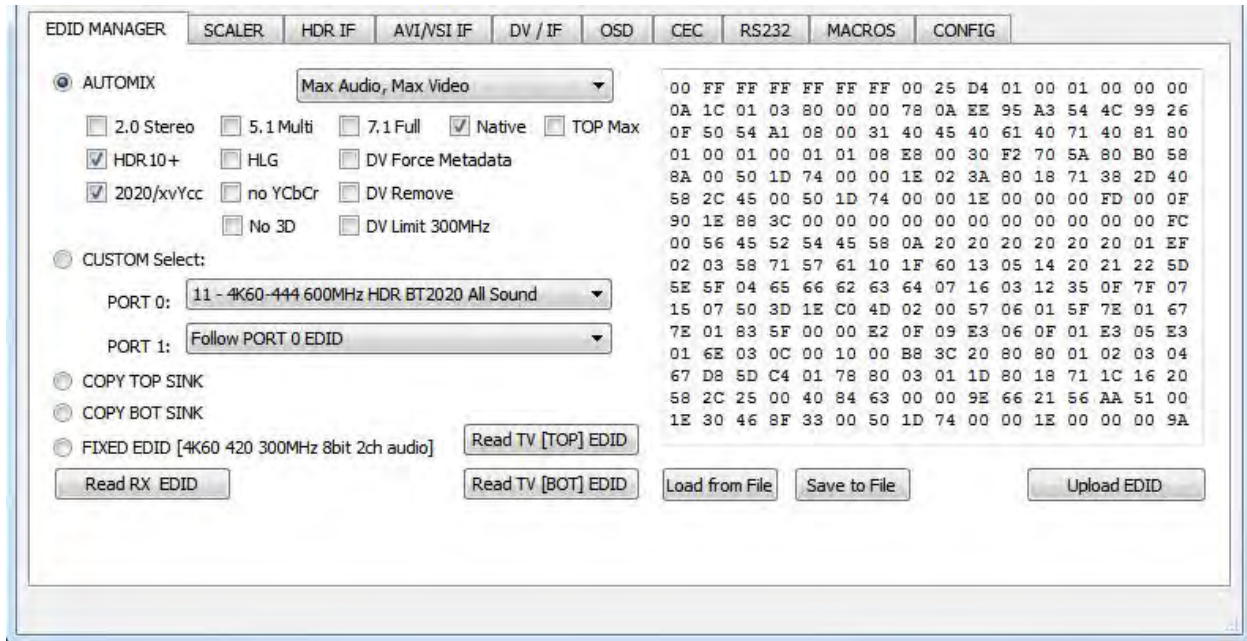 EDID MANAGER SCALER HDR IF AVI/VSI IF DV / IF OSD CEC RS232 MACROS CONFIG
AUTOMIX Max Audio, Max Video
2.0 Stereo 5.1 Multi 7.1 Full Native TOP Max
HDR10+ HLG DV Force Metadata
2020/xvYcc no YCbCr DV Remove
No 3D DV Limit 300MHz
CUSTOM Select:
PORT 0: 11 - 4K60-444 600MHz HDR BT2020 All Sound
PORT 1: Follow PORT 0 EDID
COPY TOP SINK
COPY BOT SINK
FIXED EDID [4K60 420 300MHz 8bit 2ch audio] Read TV [TOP] EDID
Read RX EDID Read TV [BOT] EDID
00 FF FF FF FF FF FF 00 25 D4 01 00 01 00 00 00
0A 1C 01 03 80 00 00 78 0A EE 95 A3 54 4C 99 26
0F 50 54 A1 08 00 31 40 45 40 61 40 71 40 81 80
01 00 01 00 01 01 08 E8 00 30 F2 70 5A 80 B0 58
8A 00 50 1D 74 00 00 1E 02 3A 80 18 71 38 2D 40
58 2C 45 00 50 1D 74 00 00 1E 00 00 00 FD 00 0F
90 1E 88 3C 00 00 00 00 00 00 00 00 00 00 00 FC
00 56 45 52 54 45 58 0A 20 20 20 20 20 20 01 EF
02 03 58 71 57 61 10 1F 60 13 05 14 20 21 22 5D
5E 5F 04 65 66 62 63 64 07 16 03 12 35 0F 7F 07
15 07 50 3D 1E C0 4D 02 00 57 06 01 5F 7E 01 67
7E 01 83 5F 00 00 E2 0F 09 E3 06 0F 01 E3 05 E3
01 6E 03 0C 00 10 00 B8 3C 20 80 80 01 02 03 04
67 D8 5D C4 01 78 80 03 01 1D 80 18 71 1C 16 20
58 2C 25 00 40 84 63 00 00 9E 66 21 56 AA 51 00
1E 30 46 8F 33 00 50 1D 74 00 00 1E 00 00 00 9A
Load from File Save to File Upload EDID